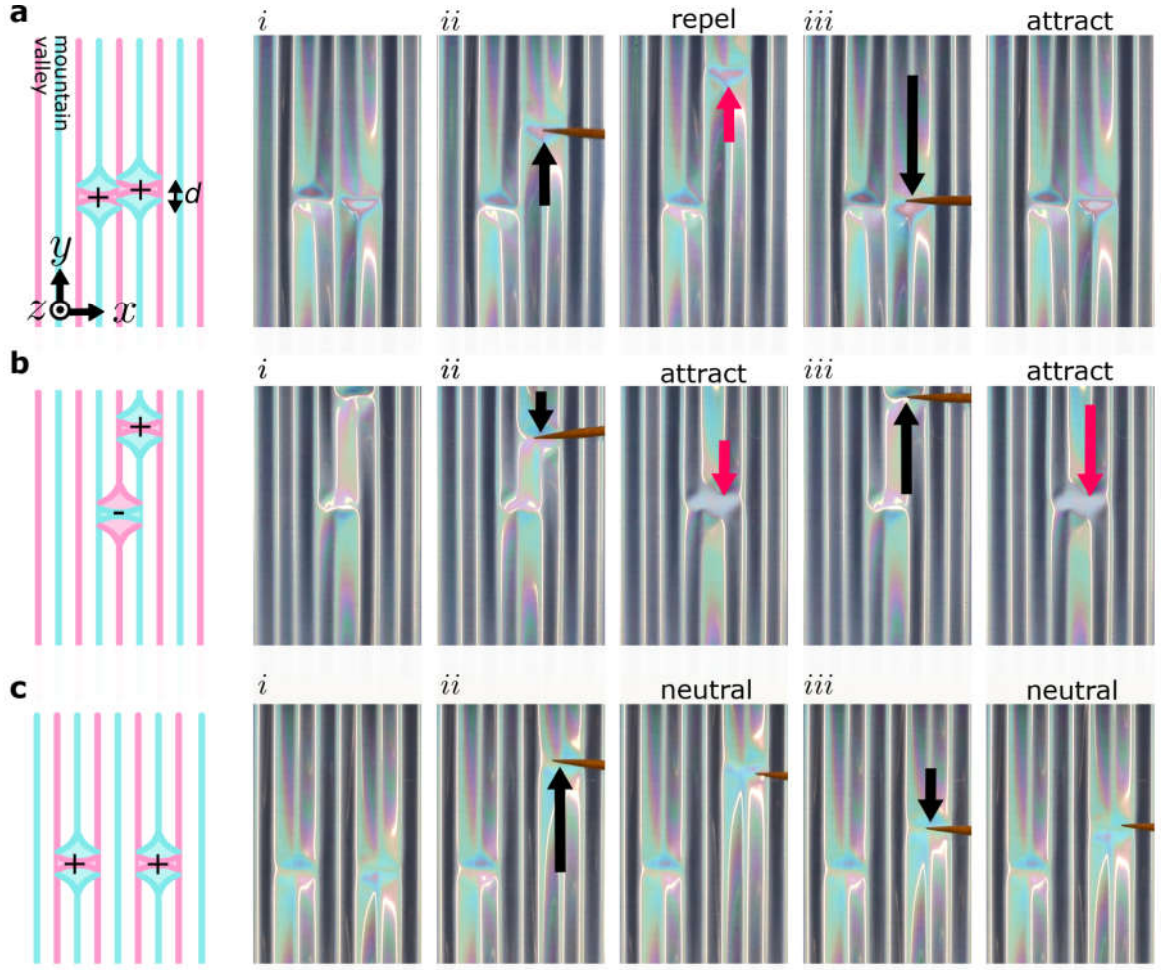 a
i
ii
repel
iii
attract
mountain
valley
+
+
d
y
z
x
b
i
ii
attract
iii
attract
+
-
c
i
ii
neutral
iii
neutral
+
+